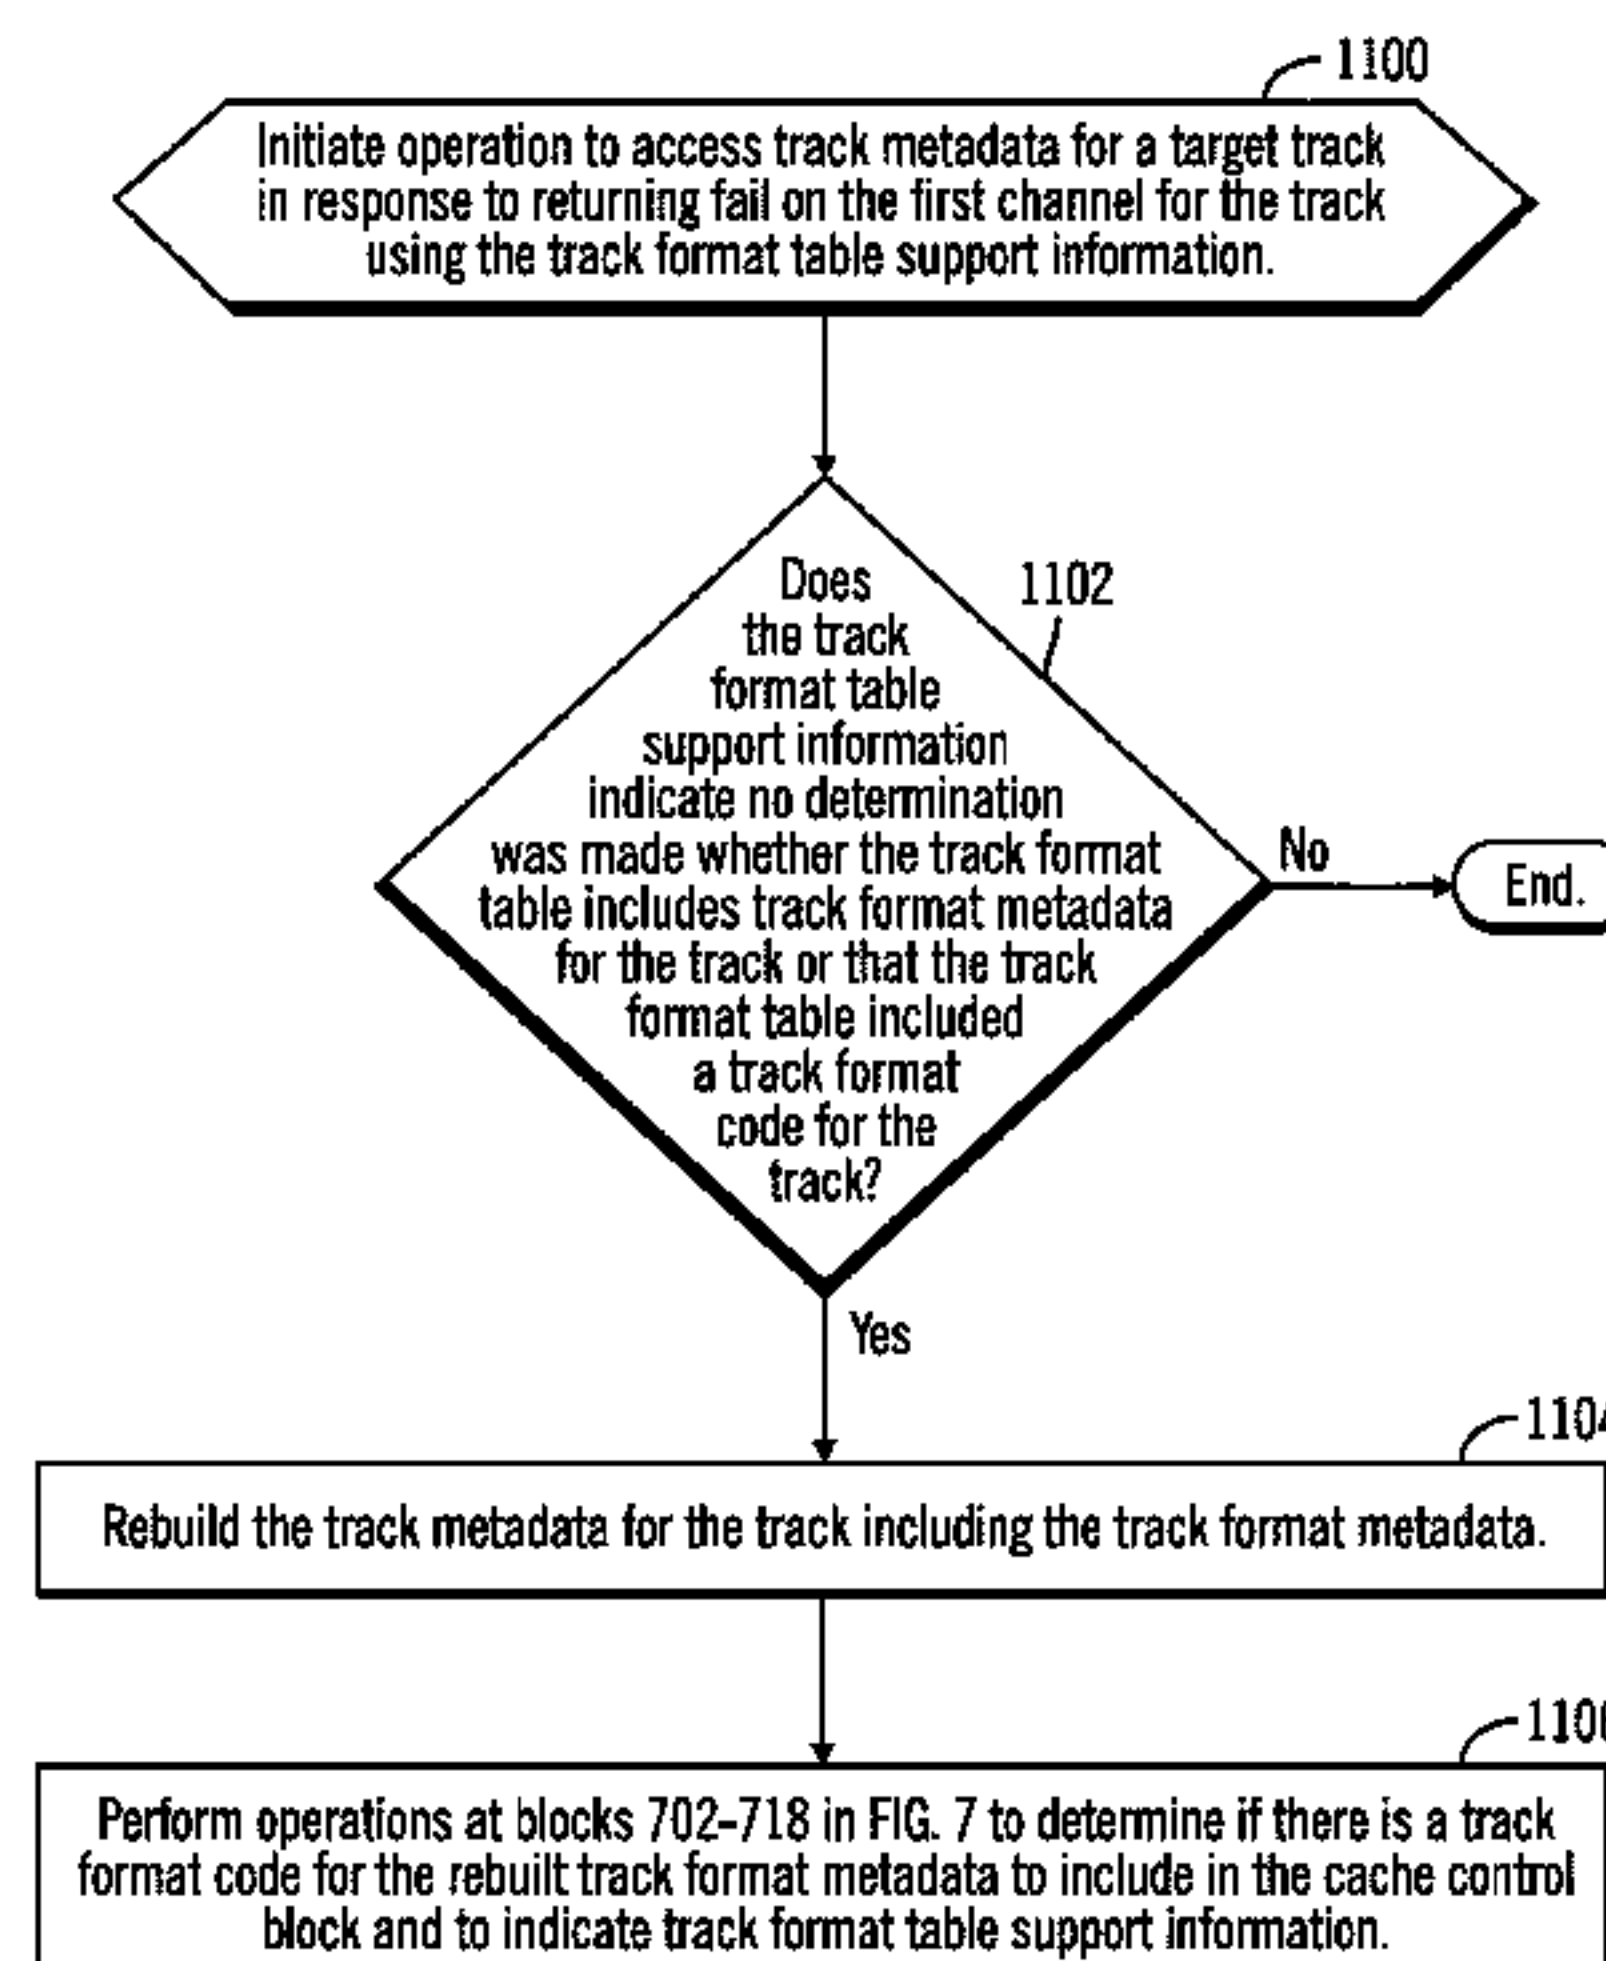 1100
Initiate operation to access track metadata for a target track
in response to returning fail on the first channel for the track
using the track format table support information.
Does
the track
format table
support information
indicate no determination
was made whether the track format
table includes track format metadata
for the track or that the track
format table included
a track format
code for the
track?
1102
No
End.
Yes
Rebuild the track metadata for the track including the track format metadata.
Perform operations at blocks 702–718 in FIG. 7 to determine if there is a track
format code for the rebuilt track format metadata to include in the cache control
block and to indicate track format table support information.